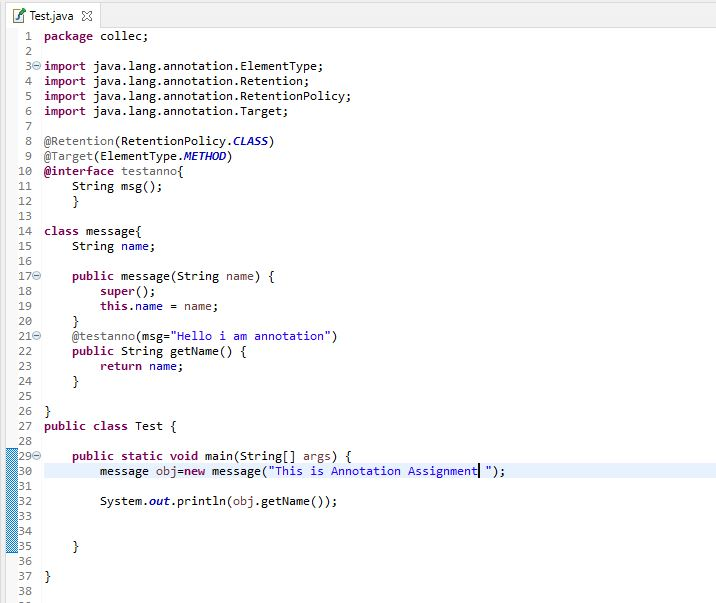 Test.java
1 package collec;
2
3 import java.lang.annotation.ElementType;
4 import java.lang.annotation.Retention;
5 import java.lang.annotation.RetentionPolicy;
6 import java.lang.annotation.Target;
7
8 @Retention(RetentionPolicy.CLASS)
9 @Target(ElementType.METHOD)
10 @interface testanno{
11     String msg();
12     }
13
14 class message{
15     String name;
16
17     public message(String name) {
18         super();
19         this.name = name;
20     }
21     @testanno(msg="Hello i am annotation")
22     public String getName() {
23         return name;
24     }
25
26 }
27 public class Test {
28
29     public static void main(String[] args) {
30         message obj=new message("This is Annotation Assignment ");
31
32         System.out.println(obj.getName());
33
34
35     }
36
37 }
38